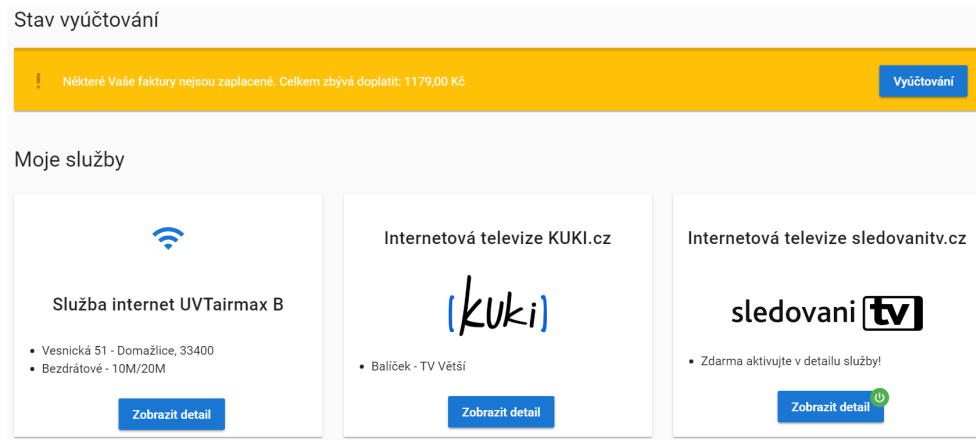 Stav vyúčtování
Některé Vaše faktury nejsou zaplacené. Celkem zbývá doplatit: 1179,00 Kč
Vyúčtování
Moje služby
Služba internet UVTairmax B
Vesnická 51 - Domažlice, 33400
Bezdrátové - 10M/20M
Zobrazit detail
Internetová televize KUKI.cz
(kuki)
Balíček - TV Větší
Zobrazit detail
Internetová televize sledovanitv.cz
sledovani tv
Zdarma aktivujte v detailu služby!
Zobrazit detail